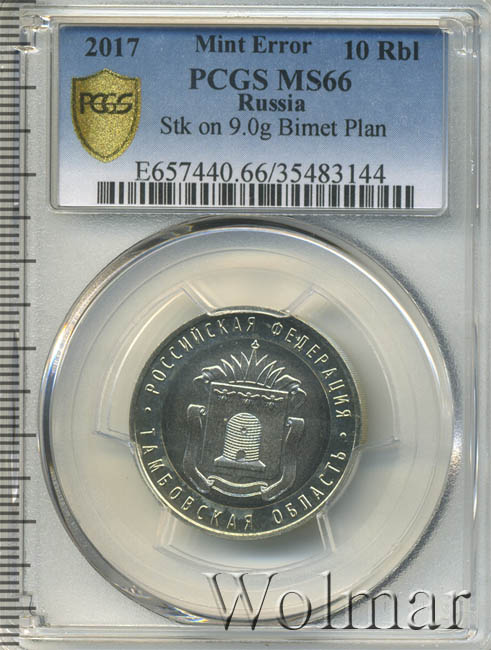 2017 Mint Error 10 Rbl
PCGS MS66
Russia
Stk on 9.0g Bimet Plan
E657440.66/35483144
PCGS
РОССИЙСКАЯ ФЕДЕРАЦИЯ
ТАМБОВСКАЯ ОБЛАСТЬ
Wolmar